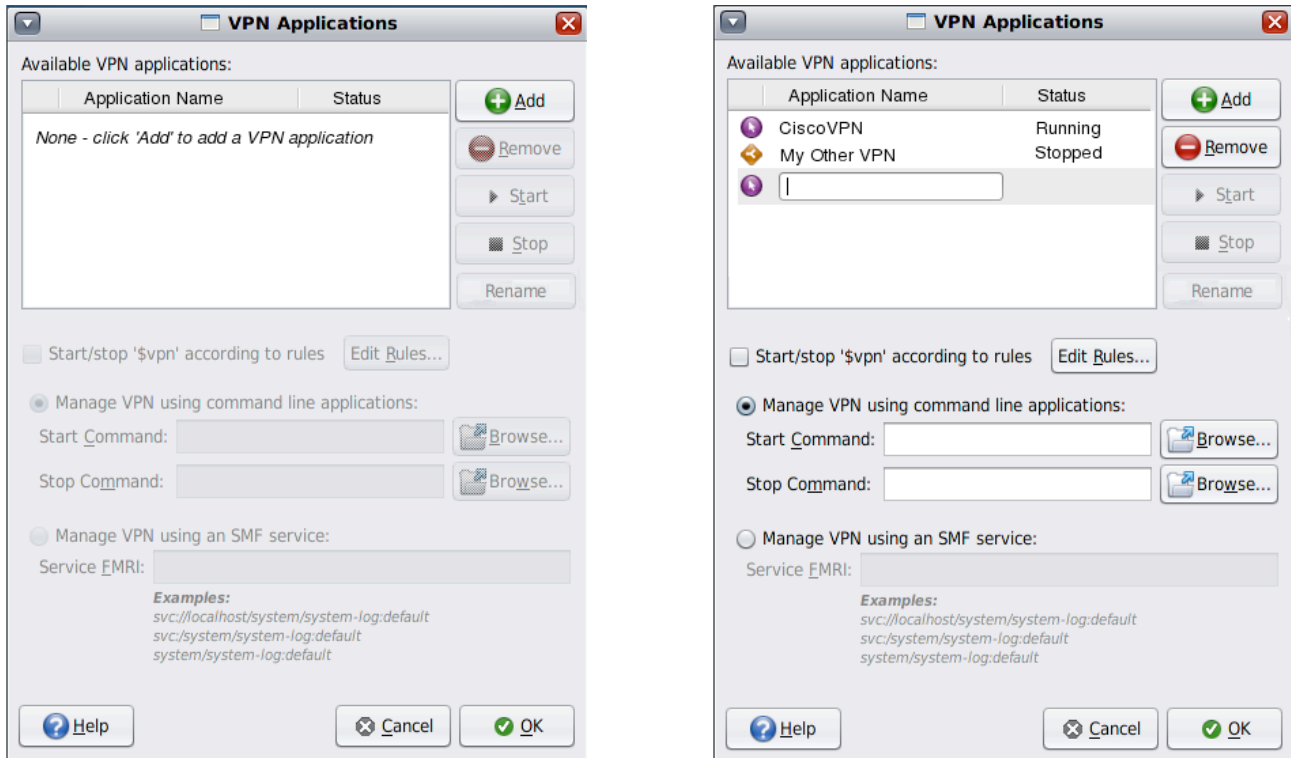 VPN Applications
Available VPN applications:
Application Name Status
None - click 'Add' to add a VPN application
Add
Remove
Start
Stop
Rename
Start/stop '$vpn' according to rules Edit Rules...
Manage VPN using command line applications:
Start Command: Browse...
Stop Command: Browse...
Manage VPN using an SMF service:
Service FMRI:
Examples:
svc://localhost/system/system-log:default
svc:/system/system-log:default
system/system-log:default
Help Cancel OK
VPN Applications
Available VPN applications:
Application Name Status
CiscoVPN Running
My Other VPN Stopped
Add
Remove
Start
Stop
Rename
Start/stop '$vpn' according to rules Edit Rules...
Manage VPN using command line applications:
Start Command: Browse...
Stop Command: Browse...
Manage VPN using an SMF service:
Service FMRI:
Examples:
svc://localhost/system/system-log:default
svc:/system/system-log:default
system/system-log:default
Help Cancel OK